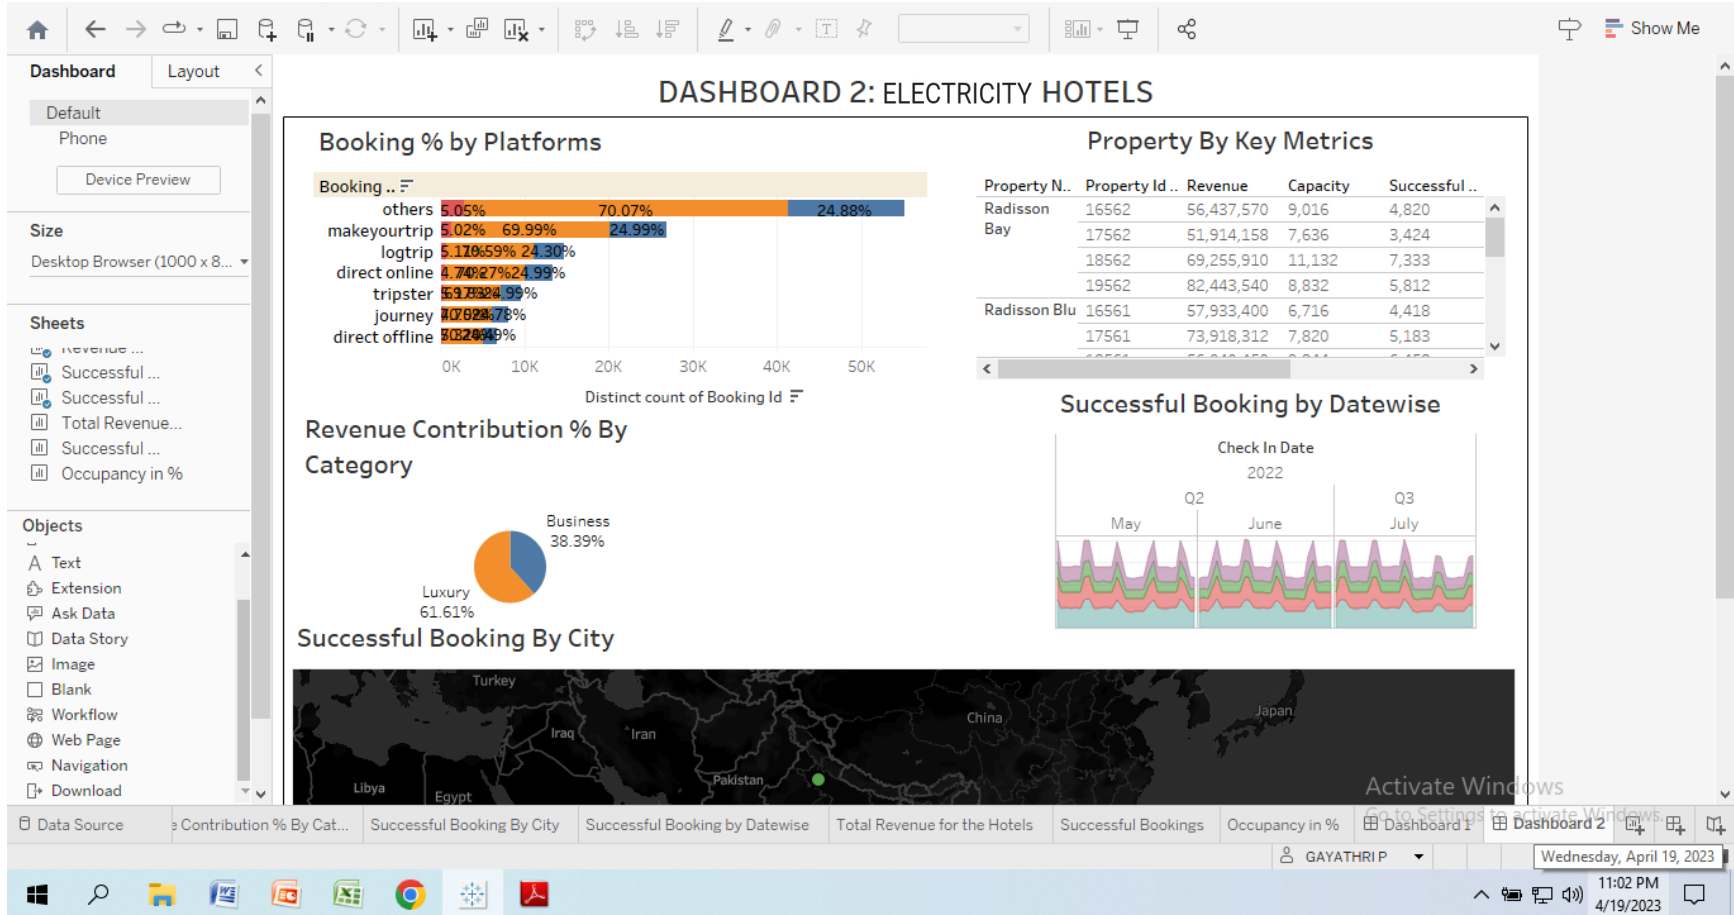 Show Me
Dashboard
Layout
Default
Phone
Device Preview
Size
Desktop Browser (1000 x 8...
Sheets
Revenue ...
Successful ...
Successful ...
Total Revenue...
Successful ...
Occupancy in %
Objects
Text
Extension
Ask Data
Data Story
Image
Blank
Workflow
Web Page
Navigation
Download
DASHBOARD 2: ELECTRICITY HOTELS
Booking % by Platforms
Booking ..
others 5.05% 70.07% 24.88%
makeyourtrip 5.02% 69.99% 24.99%
logtrip 24.30%
direct online 24.99%
tripster
journey
direct offline
0K 10K 20K 30K 40K 50K
Distinct count of Booking Id
Property By Key Metrics
Property N.. Property Id .. Revenue Capacity Successful ..
Radisson Bay 16562 56,437,570 9,016 4,820
17562 51,914,158 7,636 3,424
18562 69,255,910 11,132 7,333
19562 82,443,540 8,832 5,812
Radisson Blu 16561 57,933,400 6,716 4,418
17561 73,918,312 7,820 5,183
Revenue Contribution % By
Category
Business
38.39%
Luxury
61.61%
Successful Booking by Datewise
Check In Date
2022
Q2 Q3
May June July
Successful Booking By City
Turkey
China
Japan
Iraq
Iran
Pakistan
Libya
Egypt
Activate Windows
Go to Settings to activate Windows.
Data Source
e Contribution % By Cat...
Successful Booking By City
Successful Booking by Datewise
Total Revenue for the Hotels
Successful Bookings
Occupancy in %
Dashboard 1
Dashboard 2
GAYATHRI P
Wednesday, April 19, 2023
11:02 PM
4/19/2023